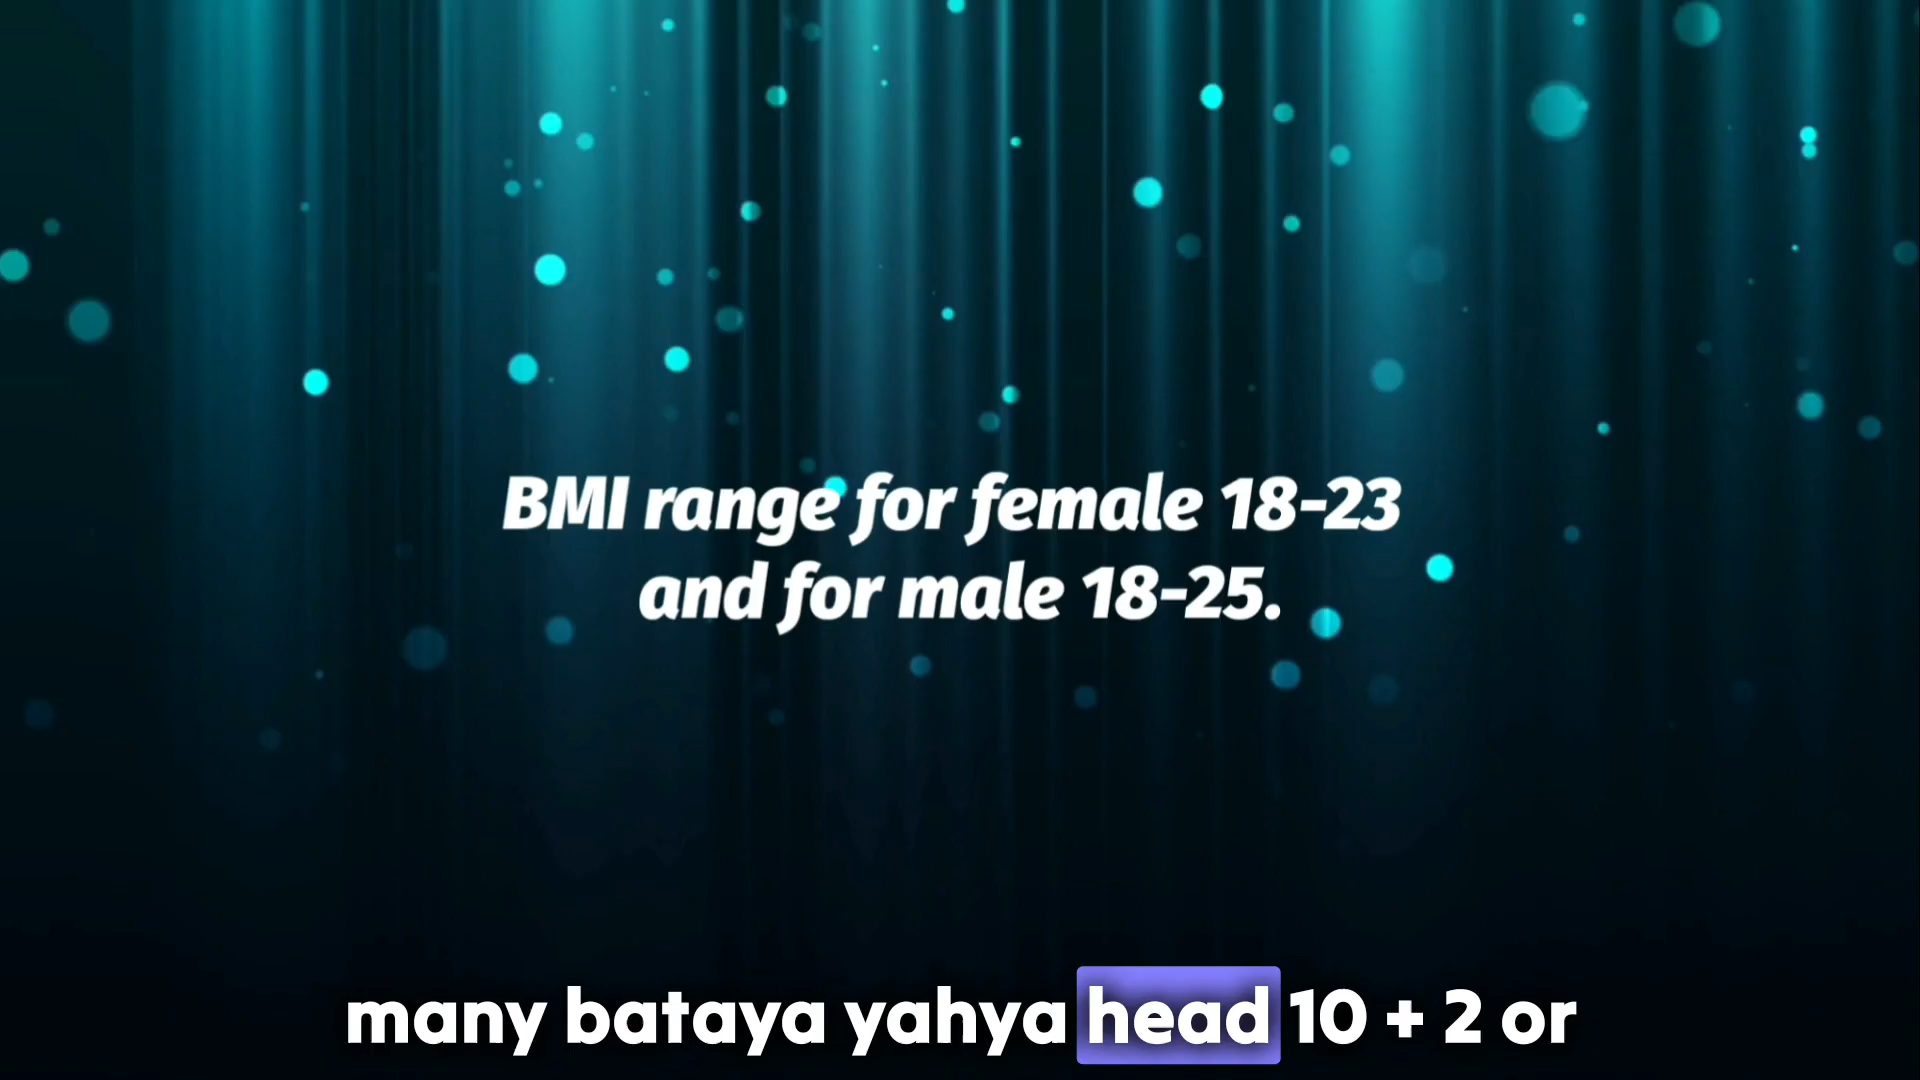 BMI range for female 18-23
and for male 18-25.
many bataya yahya head 10 + 2 or